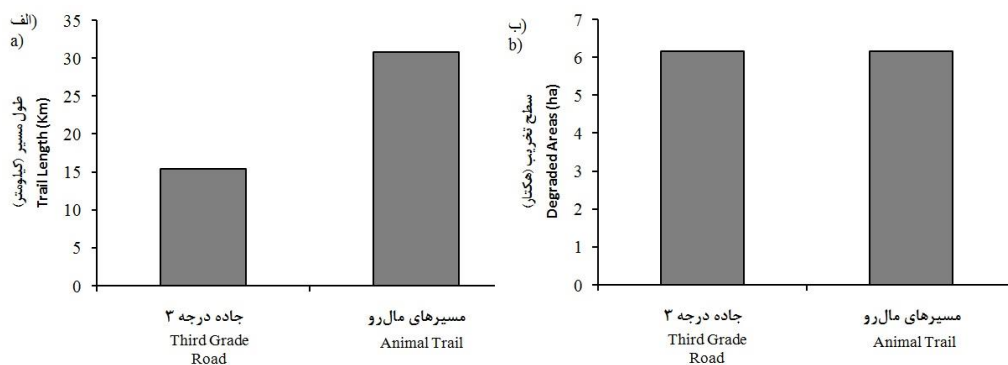 الف)
a)
35
30
25
20
15
10
5
0
طول مسیر (کیلومتر)
Trail Length (Km)
جاده درجه ۳
Third Grade
Road
مسیرهای مال‌رو
Animal Trail
b)
7
6
5
4
3
2
1
0
سطح تخریب (هکتار)
Degraded Areas (ha)
جاده درجه ۳
Third Grade
Road
مسیرهای مال‌رو
Animal Trail